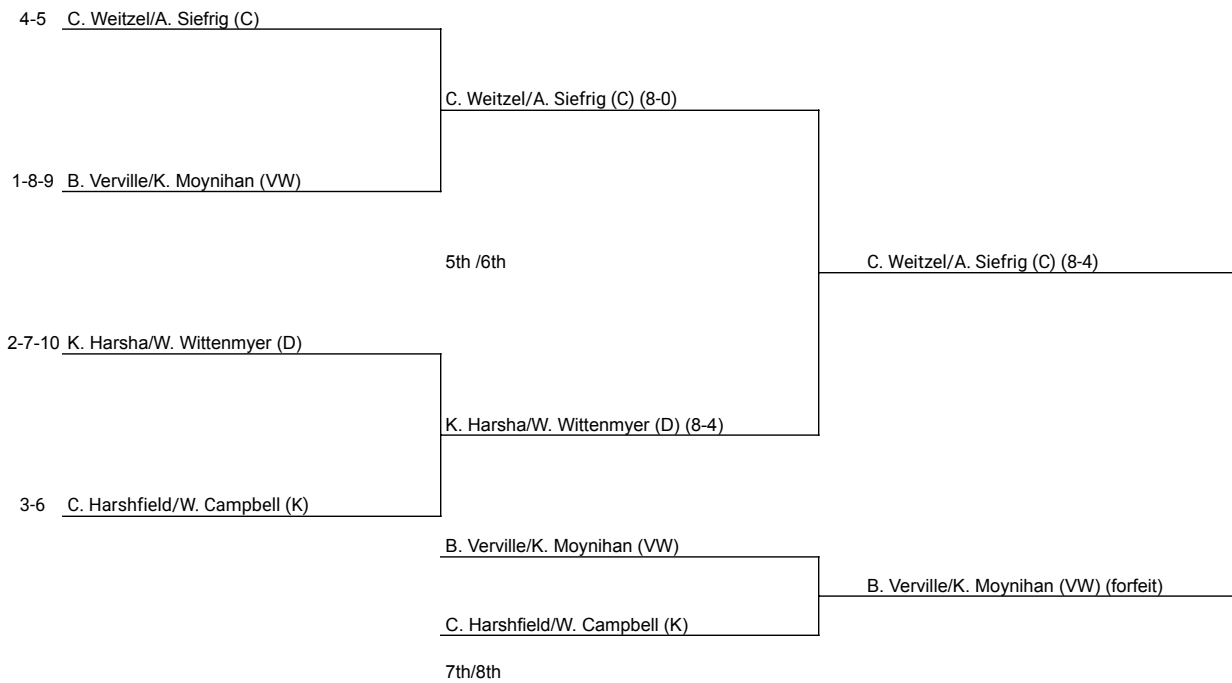 4-5 C. Weitzel/A. Siefrig (C)
C. Weitzel/A. Siefrig (C) (8-0)
1-8-9 B. Verville/K. Moynihan (VW)
5th /6th
C. Weitzel/A. Siefrig (C) (8-4)
2-7-10 K. Harsha/W. Wittenmyer (D)
K. Harsha/W. Wittenmyer (D) (8-4)
3-6 C. Harshfield/W. Campbell (K)
B. Verville/K. Moynihan (VW)
B. Verville/K. Moynihan (VW) (forfeit)
C. Harshfield/W. Campbell (K)
7th/8th